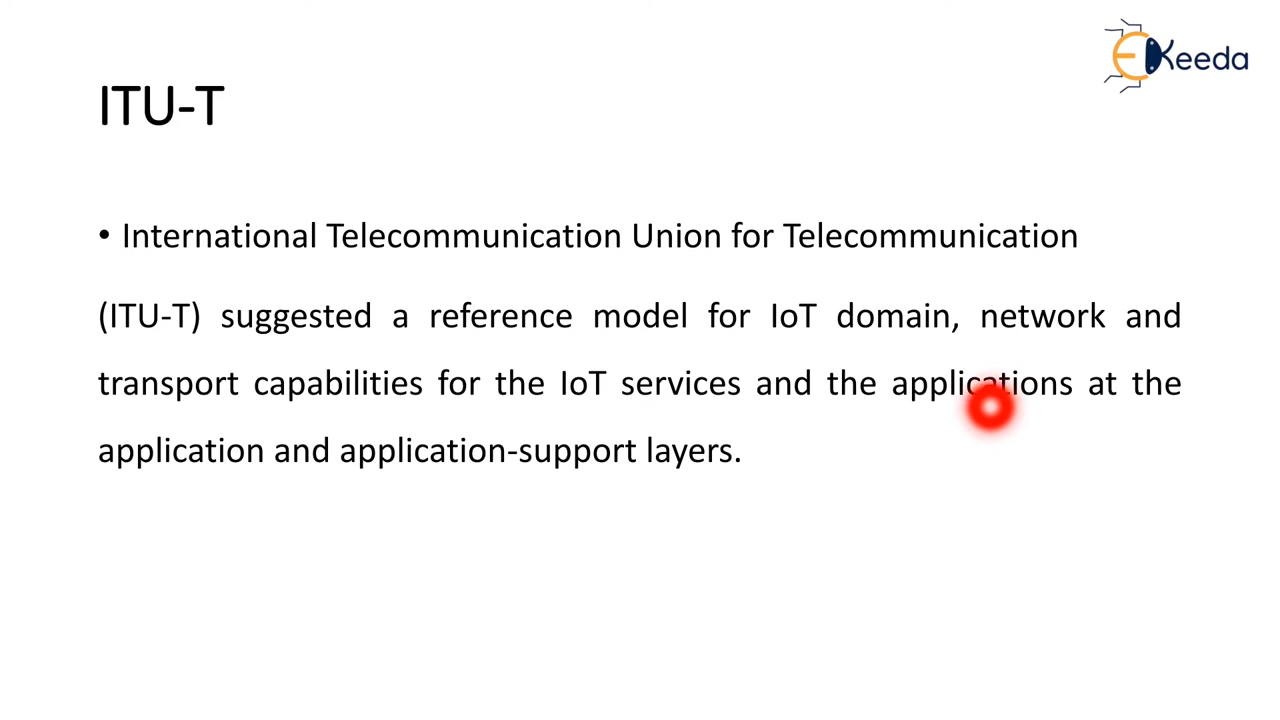 EKeeda
ITU-T
• International Telecommunication Union for Telecommunication
(ITU-T) suggested a reference model for IoT domain, network and
transport capabilities for the IoT services and the applications at the
application and application-support layers.